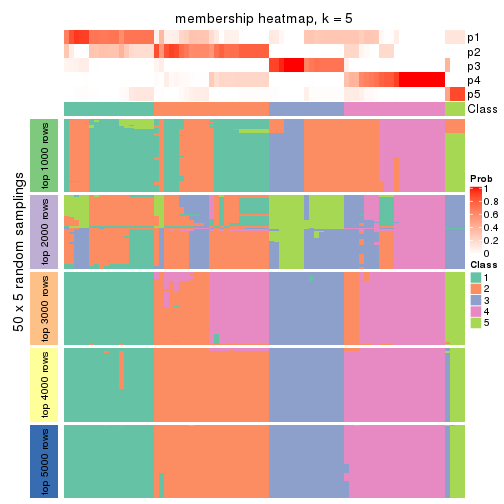 membership heatmap, k = 5
p1
p2
p3
p4
p5
Class
50 x 5 random samplings
top 1000 rows
top 2000 rows
top 3000 rows
top 4000 rows
top 5000 rows
Prob
1
0.8
0.6
0.4
0.2
0
Class
1
2
3
4
5